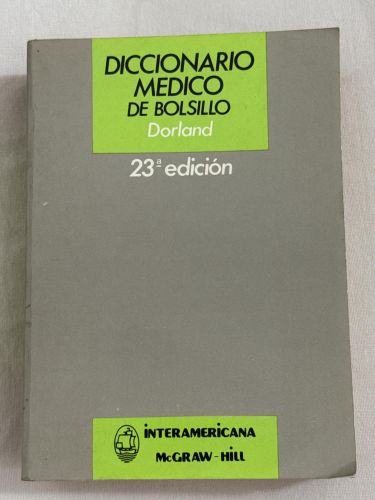 DICCIONARIO
MEDICO
DE BOLSILLO
Dorland
23ª edición
INTERAMERICANA
McGRAW-HILL